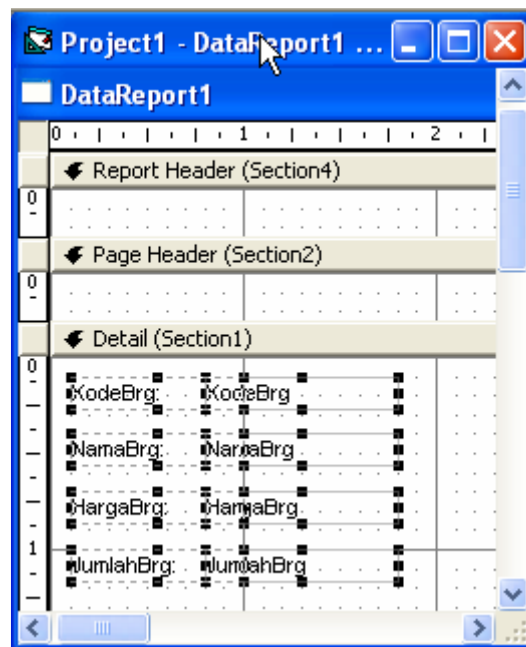 Project1 - DataReport1 ...
DataReport1
0 1 2
Report Header (Section4)
0
Page Header (Section2)
0
Detail (Section1)
0
KodeBrg: KodeBrg
NamaBrg: NamaBrg
HargaBrg: HargaBrg
1
JumlahBrg: JumlahBrg